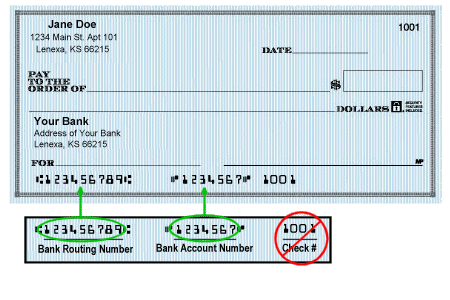 Jane Doe
1234 Main St. Apt 101
Lenexa, KS 66215
1001
DATE
PAY
TO THE
ORDER OF
$
DOLLARS
SECURITY
FEATURES
INCLUDED
Your Bank
Address of Your Bank
Lenexa, KS 66215
FOR
MP
⑆123456789⑆ ⑈1234567⑈ 1001
⑆123456789⑆ ⑈1234567⑈ 1001
Bank Routing Number Bank Account Number Check #